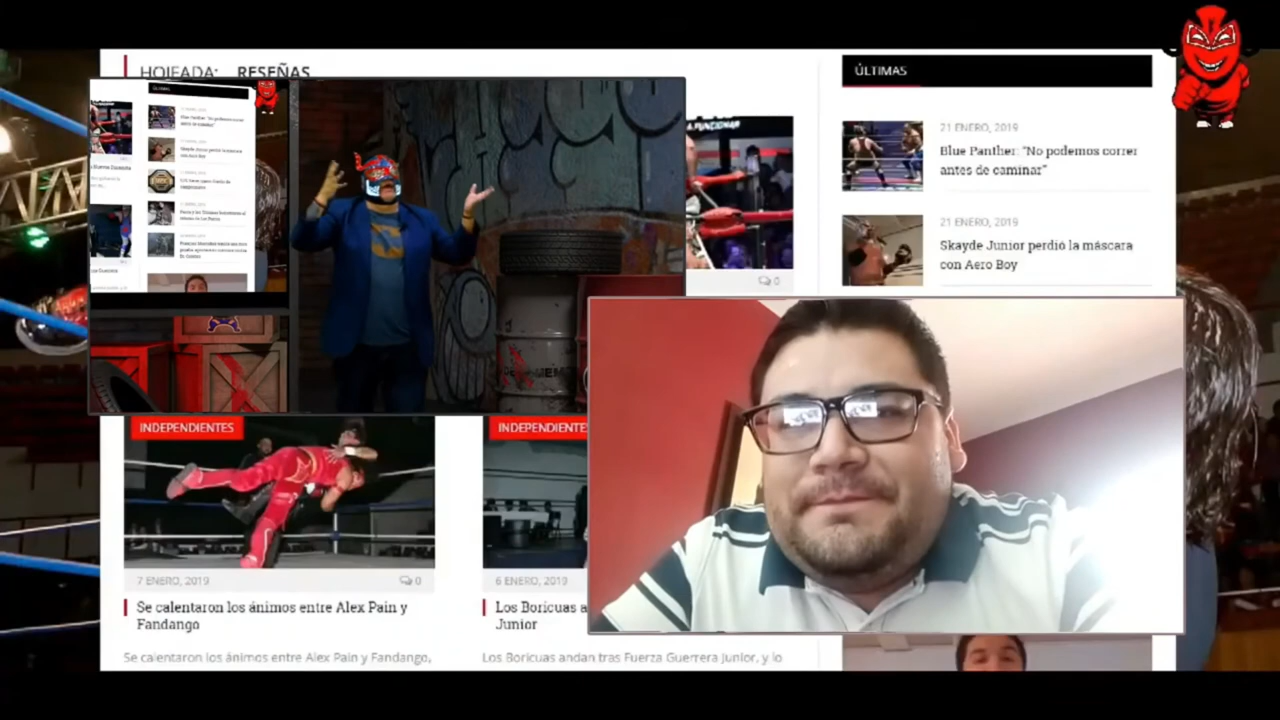 HOJEADA: RESEÑAS
ÚLTIMAS
21 ENERO, 2019
Blue Panther: "No podemos correr
antes de caminar"
21 ENERO, 2019
Skayde Junior perdió la máscara
con Aero Boy
A FUNCIONAR
0
INDEPENDIENTES
7 ENERO, 2019
0
Se calentaron los ánimos entre Alex Pain y
Fandango
Se calentaron los ánimos entre Alex Pain y Fandango,
INDEPENDIENTES
6 ENERO, 2019
Los Boricuas a
Junior
Los Boricuas andan tras Fuerza Guerrera Junior, y lo